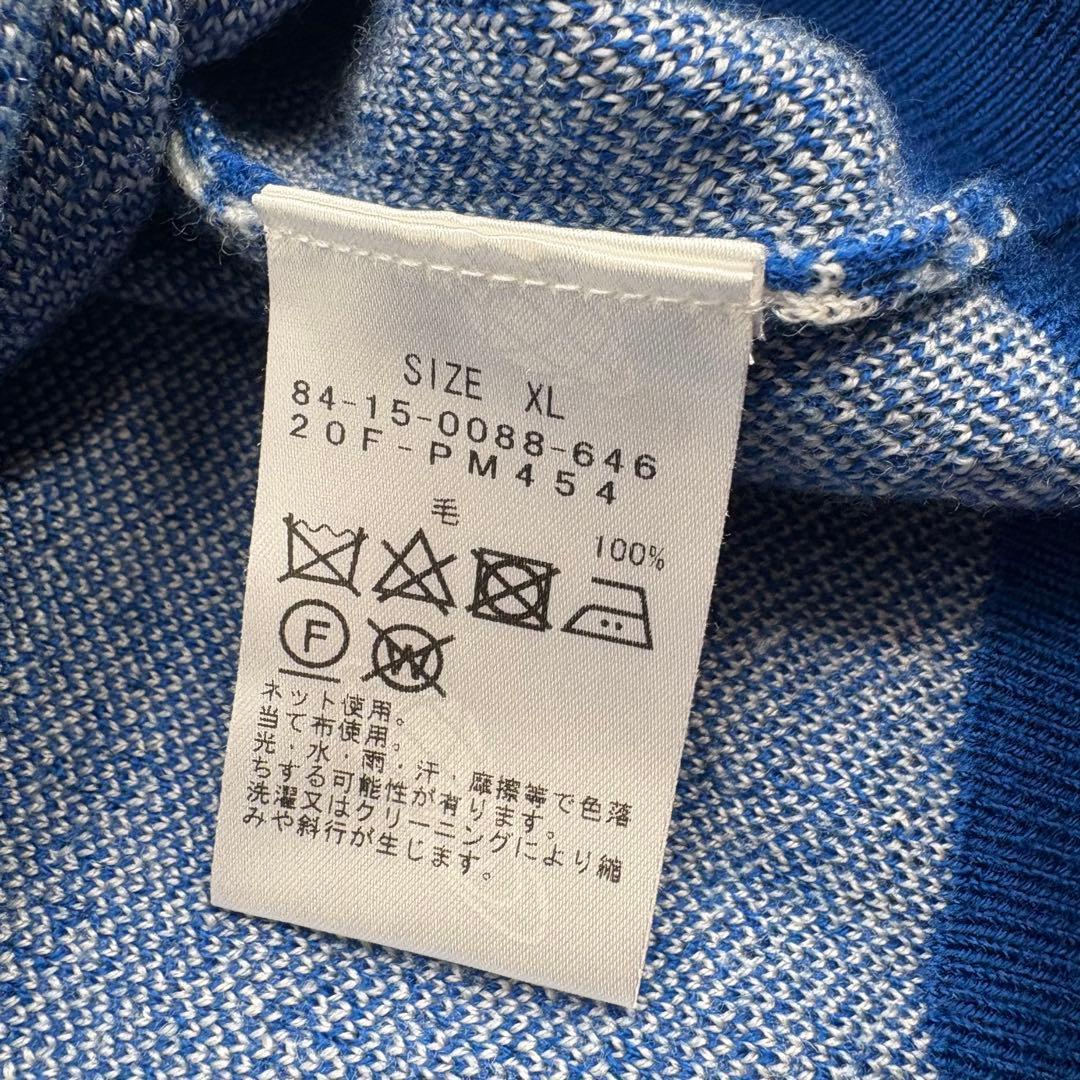 SIZE XL
84-15-0088-646
20F-PM454
毛 100%
F W
ネット使用。
当て布使用。
光・水・雨・汗・摩擦等で色落
ちする可能性が有ります。
洗濯又はクリーニングにより縮
みや斜行が生じます。